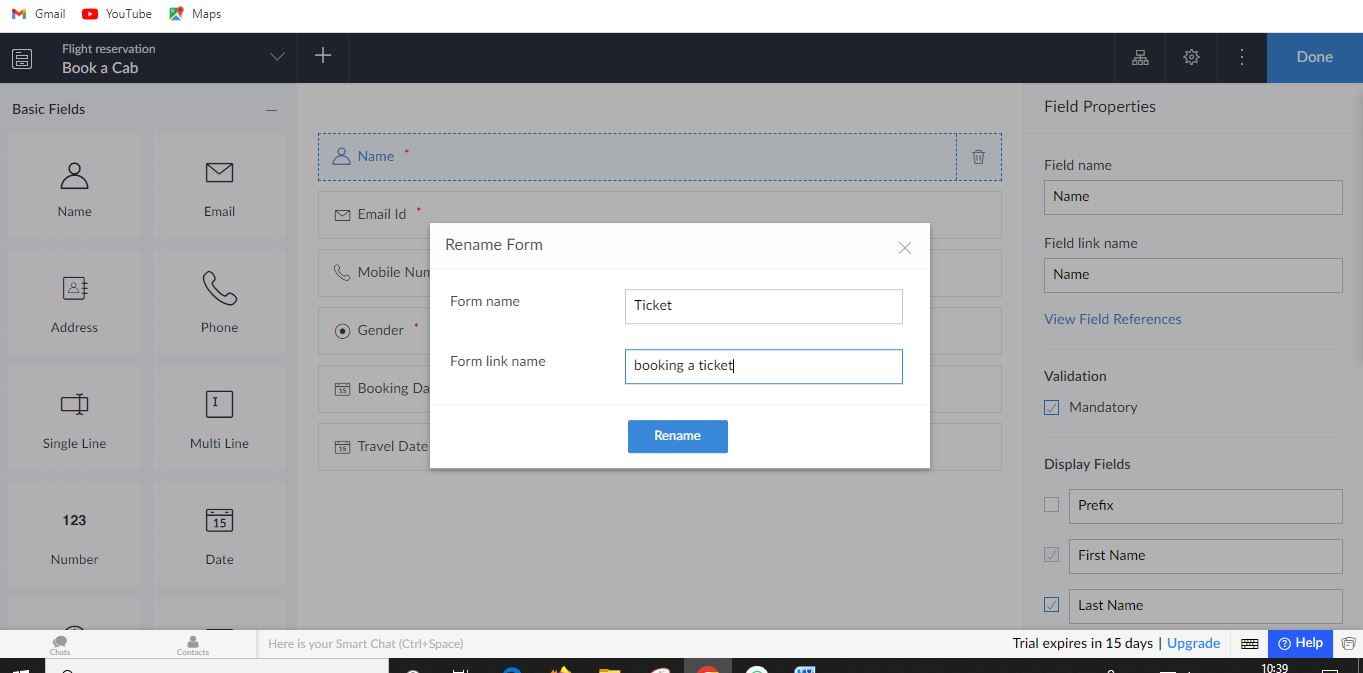 Gmail YouTube Maps
Flight reservation
Book a Cab
Done
Basic Fields
Name Email
Address Phone
Single Line Multi Line
123 15
Number Date
Name *
Email Id *
Mobile Num
Gender *
15 Booking Da
15 Travel Date
Rename Form
Form name Ticket
Form link name booking a ticket
Rename
Field Properties
Field name
Name
Field link name
Name
View Field References
Validation
Mandatory
Display Fields
Prefix
First Name
Last Name
Chats Contacts Here is your Smart Chat (Ctrl+Space) Trial expires in 15 days | Upgrade Help
10:39